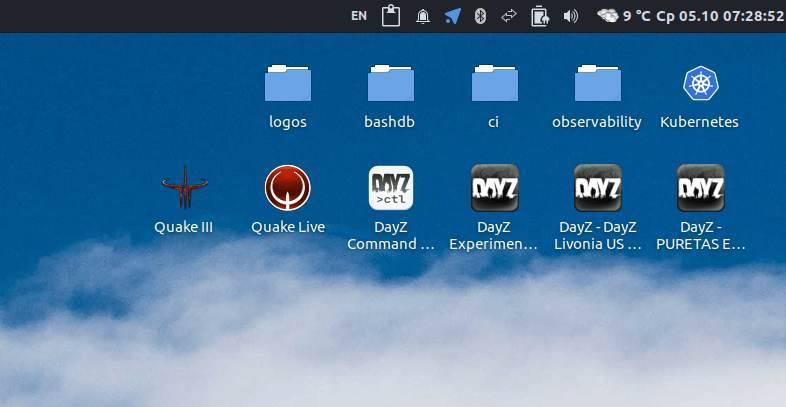 EN 9 °C Ср 05.10 07:28:52
logos bashdb ci observability Kubernetes
DAYZ >ctl DAYZ DAYZ DAYZ
Quake III Quake Live DayZ DayZ DayZ - DayZ DayZ -
Command ... Experimen... Livonia US ... PURETAS E...